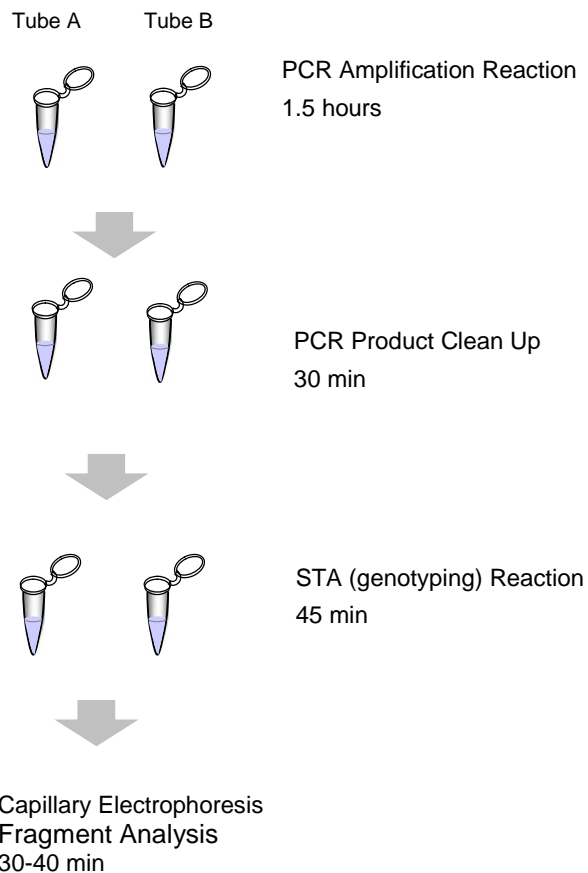 Tube A Tube B
PCR Amplification Reaction
1.5 hours
PCR Product Clean Up
30 min
STA (genotyping) Reaction
45 min
Capillary Electrophoresis
Fragment Analysis
30-40 min